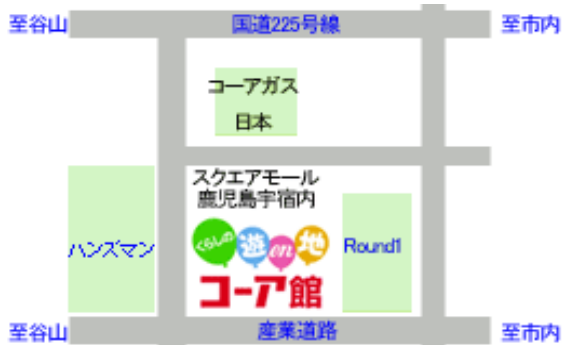 至谷山
国道225号線
至市内
コーアガス
日本
スクエアモール
鹿児島宇宿内
くらしの
遊en地
コーア館
ハンズマン
Round1
至谷山
産業道路
至市内